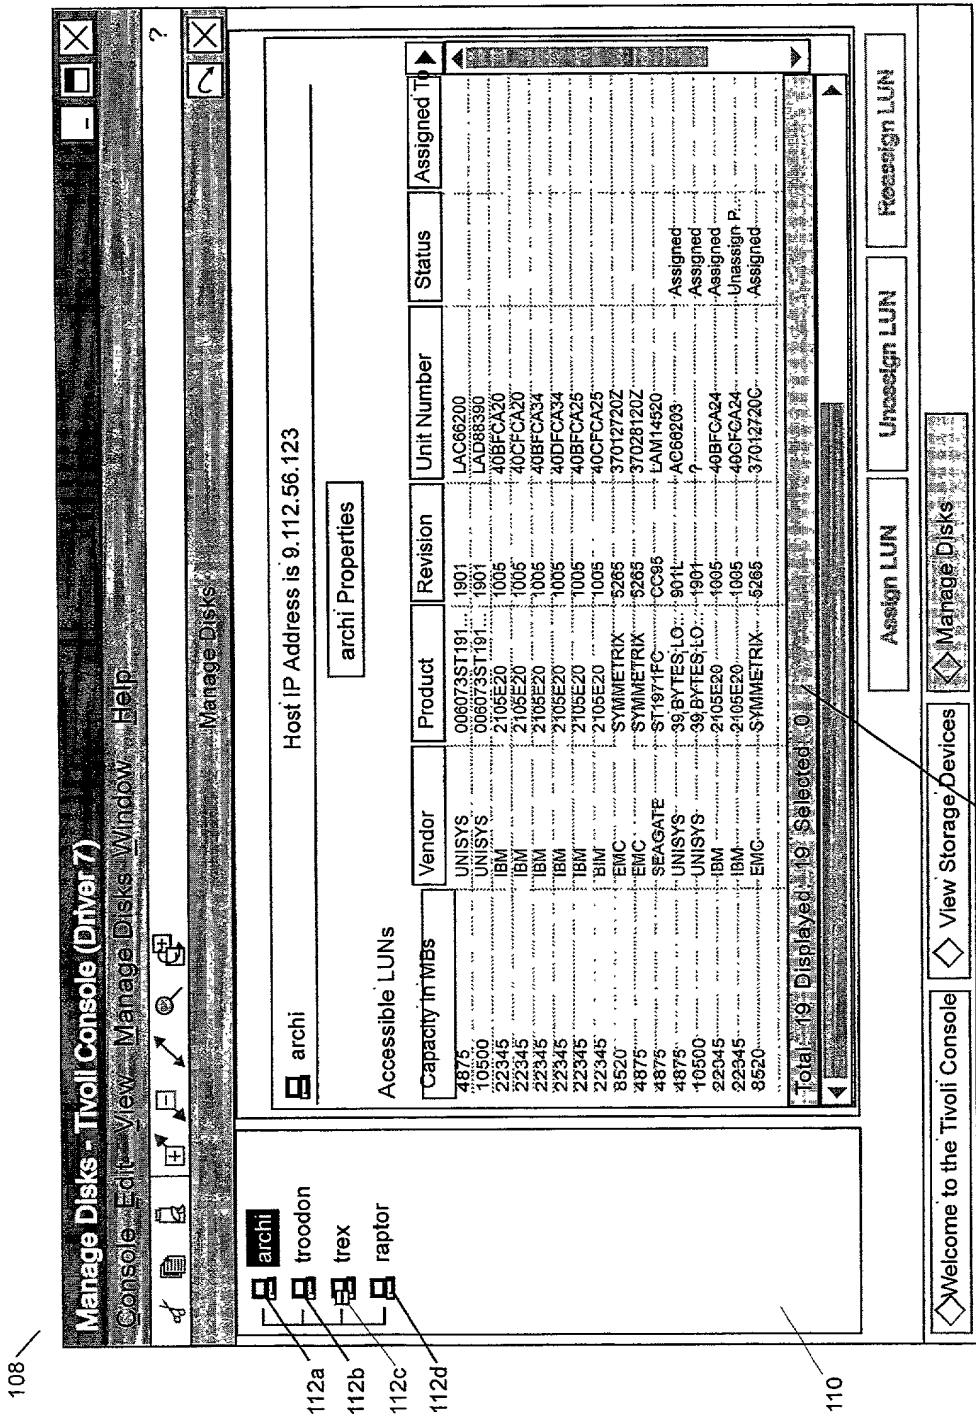 108
Manage Disks - Tivoli Console (Driver 7)
Console Edit View Manage Disks Window Help
?
Manage Disks
archi
troodon
trex
raptor
112a
112b
112c
112d
110
archi Host IP Address is 9.112.56.123
archi Properties
Accessible LUNs
Capacity in MBs Vendor Product Revision Unit Number Status Assigned To
4875 UNISYS 006073ST191... 1901 LAC66200
10500 UNISYS 006073ST191... 1901 LAD88390
22345 IBM 2105E20 1005 40BFCA20
22345 IBM 2105E20 1005 40CFCA20
22345 IBM 2105E20 1005 40BFCA34
22345 IBM 2105E20 1005 40DFCA34
22345 IBM 2105E20 1005 40BFCA25
22345 IBM 2105E20 1005 40CFCA25
8520 EMC SYMMETRIX 5265 37012720Z
4875 EMC SYMMETRIX 5265 37028120Z
4875 SEAGATE ST1971FC CC95 LAM14520
4875 UNISYS 39,BYTES,LO... 901L AC66203 Assigned
10500 UNISYS 39,BYTES,LO... 1901 ? Assigned
22345 IBM 2105E20 1005 40BFCA24 Assigned
22345 IBM 2105E20 1005 40CFCA24 Unassign P...
8520 EMC SYMMETRIX 5265 37012720C Assigned
Total: 19 Displayed: 19 Selected: 0
Assign LUN Unassign LUN Reassign LUN
Welcome to the Tivoli Console View Storage Devices Manage Disks